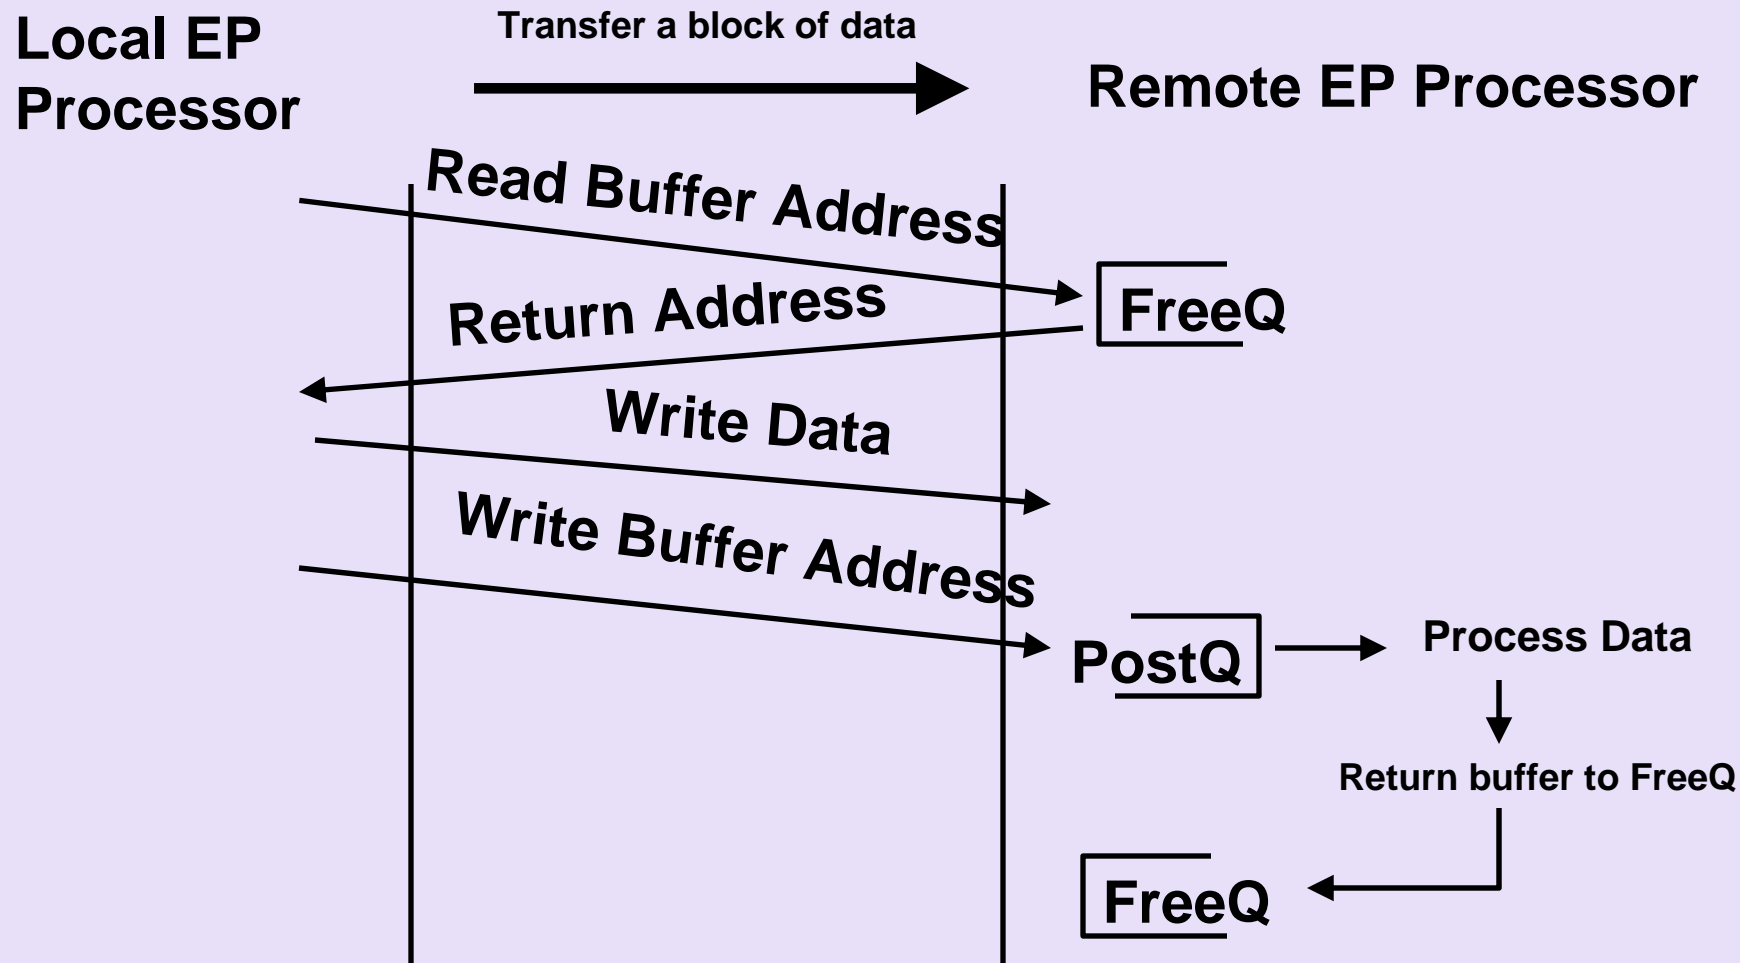 Local EP
Processor
Transfer a block of data
Remote EP Processor
Read Buffer Address
FreeQ
Return Address
Write Data
Write Buffer Address
PostQ
Process Data
Return buffer to FreeQ
FreeQ